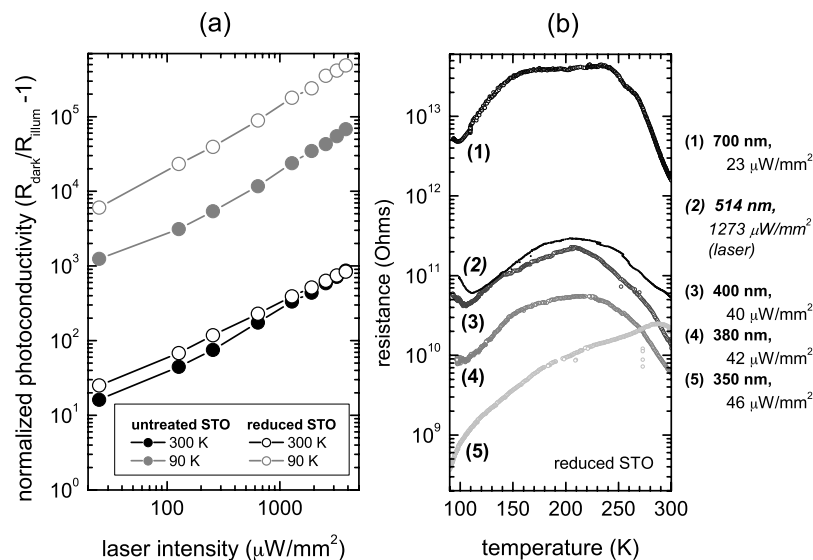 (a)
(b)
normalized photoconductivity (R_dark/R_illum -1)
10^5
10^4
10^3
10^2
10^1
10^0
100
1000
laser intensity (μW/mm²)
untreated STO reduced STO
300 K 300 K
90 K 90 K
resistance (Ohms)
10^13
10^12
10^11
10^10
10^9
100 150 200 250 300
temperature (K)
(1)
(2)
(3)
(4)
(5)
reduced STO
(1) 700 nm,
23 μW/mm²
(2) 514 nm,
1273 μW/mm²
(laser)
(3) 400 nm,
40 μW/mm²
(4) 380 nm,
42 μW/mm²
(5) 350 nm,
46 μW/mm²